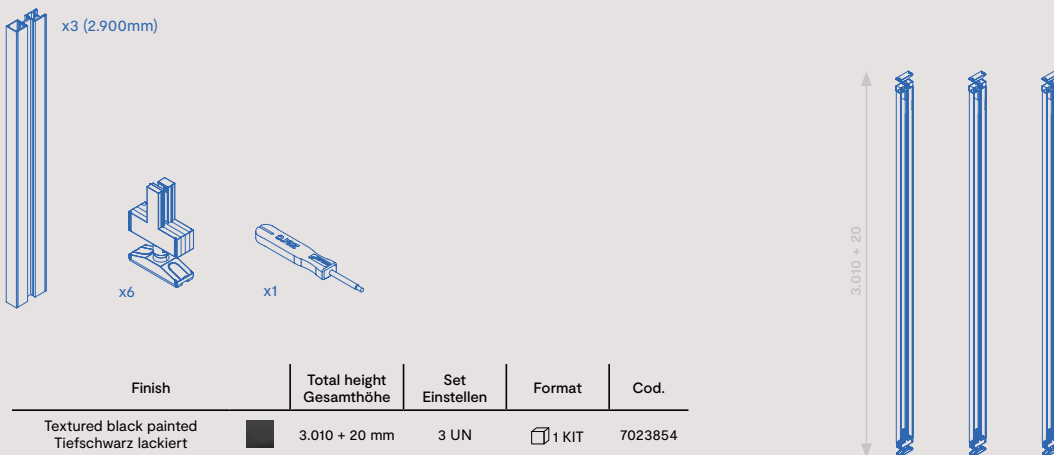 x3 (2.900mm)
x6
x1
3.010 + 20
Finish
Total height
Gesamthöhe
Set
Einstellen
Format
Cod.
Textured black painted
Tiefschwarz lackiert
3.010 + 20 mm
3 UN
1 KIT
7023854